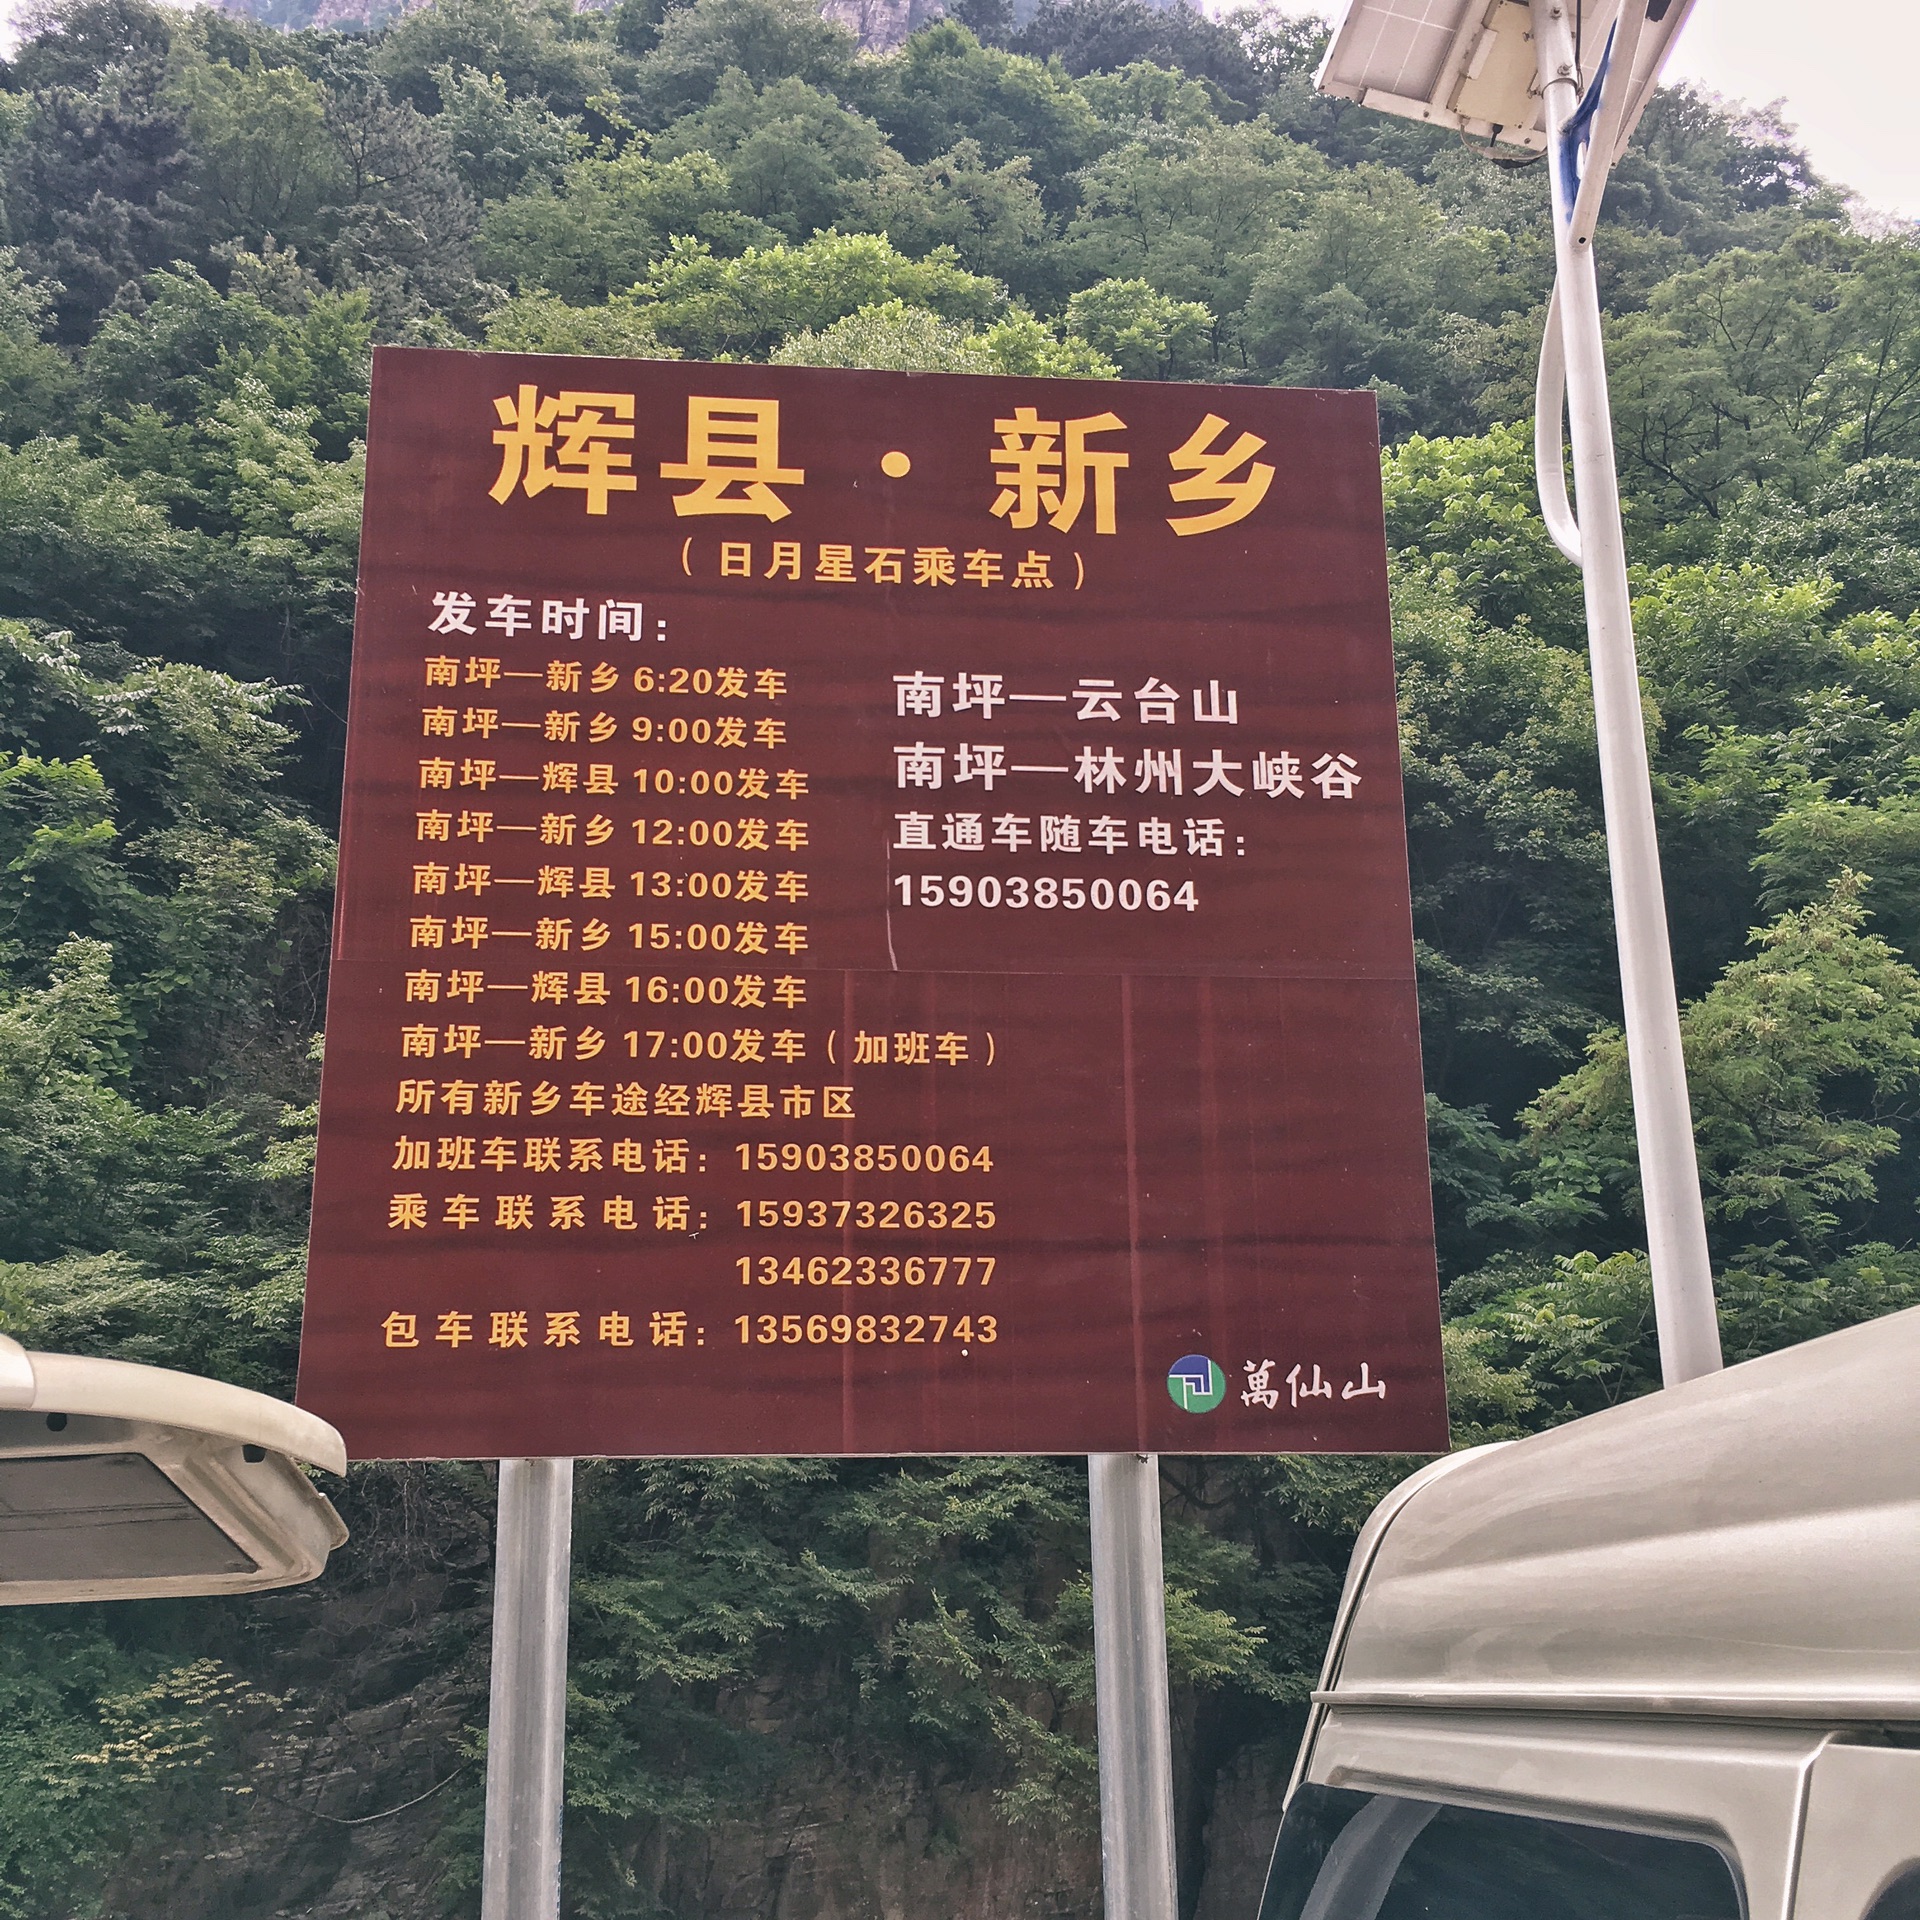 辉县·新乡
（日月星石乘车点）
发车时间：
南坪—新乡 6:20发车
南坪—新乡 9:00发车
南坪—辉县 10:00发车
南坪—新乡 12:00发车
南坪—辉县 13:00发车
南坪—新乡 15:00发车
南坪—辉县 16:00发车
南坪—新乡 17:00发车（加班车）
所有新乡车途经辉县市区
加班车联系电话：15903850064
乘车联系电话：15937326325
13462336777
包车联系电话：13569832743
南坪—云台山
南坪—林州大峡谷
直通车随车电话：
15903850064
萬仙山